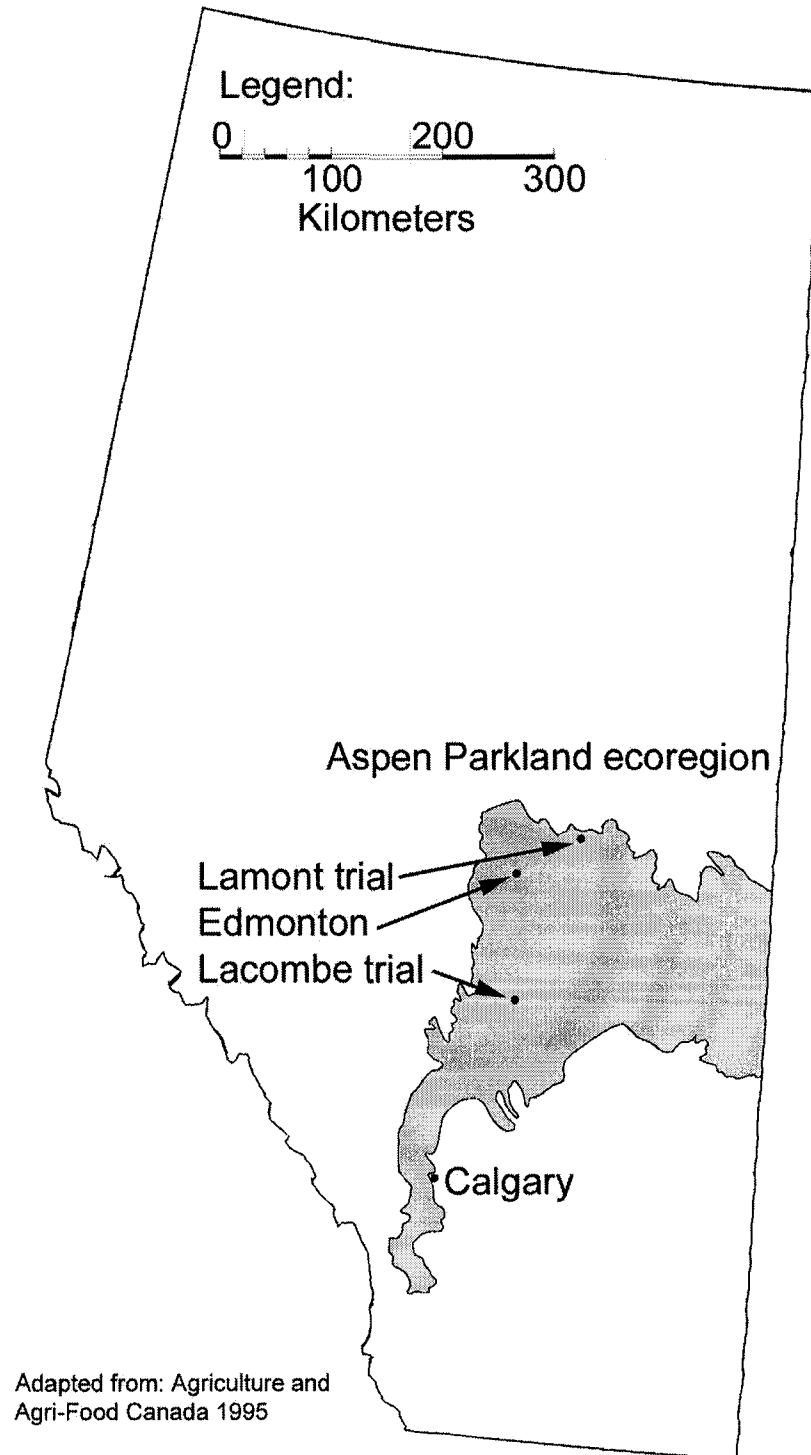 Legend:
0 200
100 300
Kilometers
Aspen Parkland ecoregion
Lamont trial
Edmonton
Lacombe trial
Calgary
Adapted from: Agriculture and
Agri-Food Canada 1995